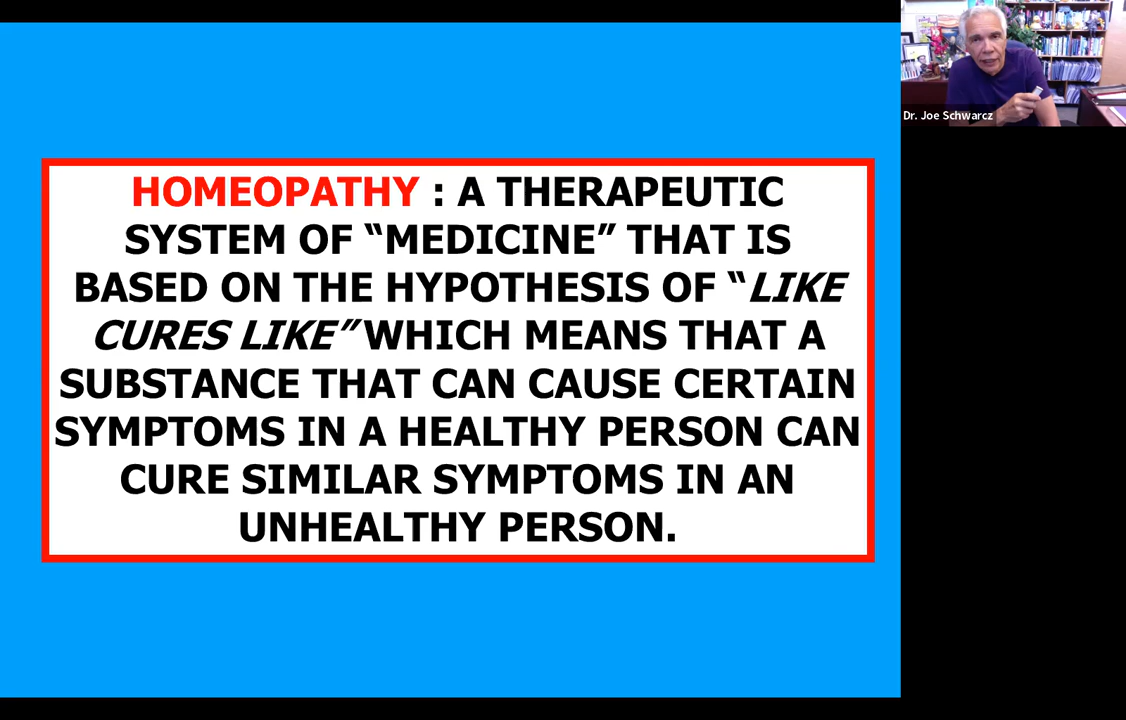 HOMEOPATHY : A THERAPEUTIC
SYSTEM OF “MEDICINE” THAT IS
BASED ON THE HYPOTHESIS OF “LIKE
CURES LIKE” WHICH MEANS THAT A
SUBSTANCE THAT CAN CAUSE CERTAIN
SYMPTOMS IN A HEALTHY PERSON CAN
CURE SIMILAR SYMPTOMS IN AN
UNHEALTHY PERSON.
Dr. Joe Schwarcz